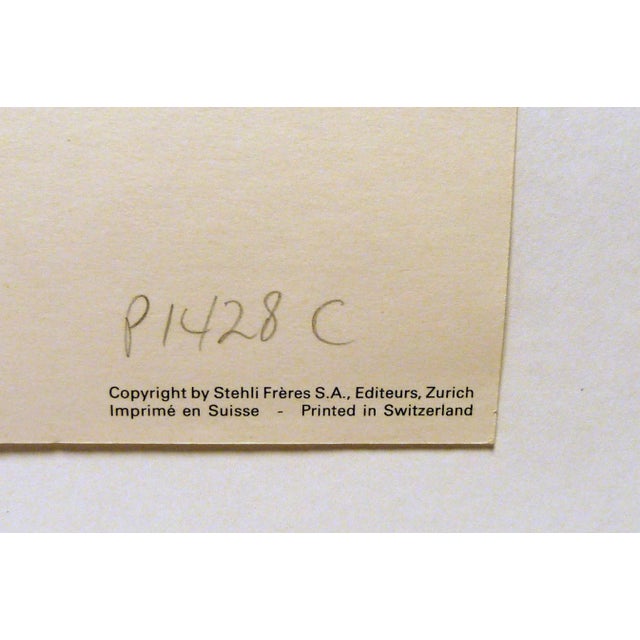 P1428 C
Copyright by Stehli Frères S.A., Editeurs, Zurich
Imprimé en Suisse - Printed in Switzerland